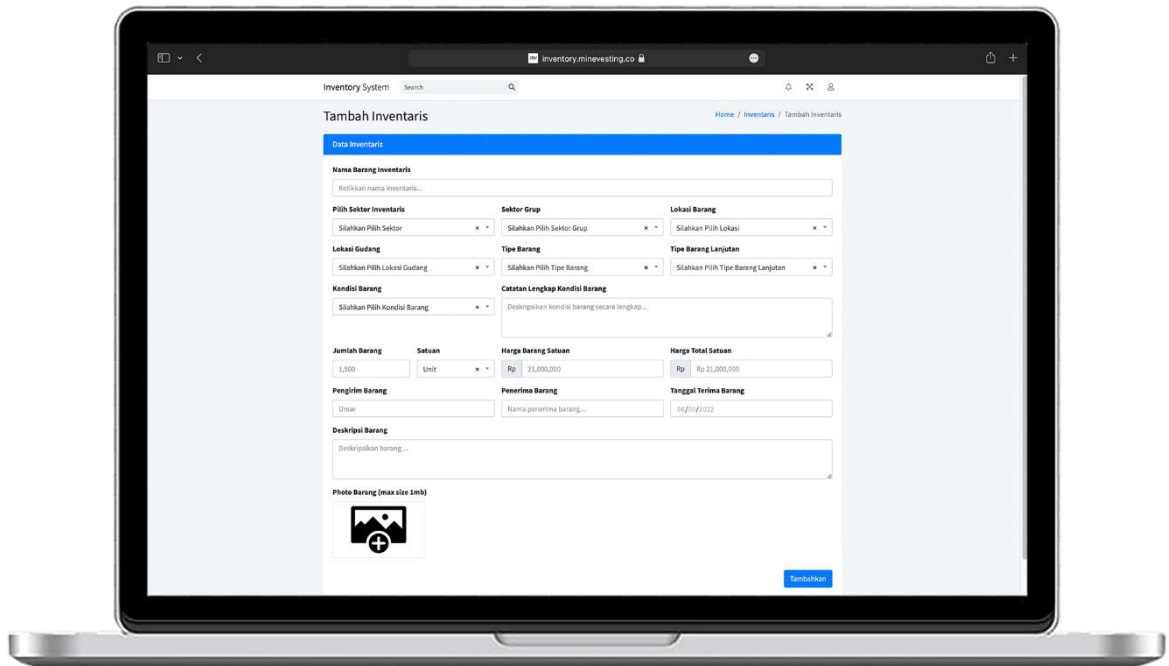 inventory.minevesting.co
Inventory System Search
Tambah Inventaris Home / Inventaris / Tambah Inventaris
Data Inventaris
Nama Barang Inventaris
Ketikkan nama inventaris...
Pilih Sektor Inventaris Sektor Grup Lokasi Barang
Silahkan Pilih Sektor × Silahkan Pilih Sektor Grup × Silahkan Pilih Lokasi ×
Lokasi Gudang Tipe Barang Tipe Barang Lanjutan
Silahkan Pilih Lokasi Gudang × Silahkan Pilih Tipe Barang × Silahkan Pilih Tipe Barang Lanjutan ×
Kondisi Barang Catatan Lengkap Kondisi Barang
Silahkan Pilih Kondisi Barang × Deskripsikan kondisi barang secara lengkap...
Jumlah Barang Satuan Harga Barang Satuan Harga Total Satuan
1,500 Unit × Rp 21,000,000 Rp Rp 21,000,000
Pengirim Barang Penerima Barang Tanggal Terima Barang
Umar Nama penerima barang... 06/09/2022
Deskripsi Barang
Deskripsikan barang...
Photo Barang (max size 1mb)
Tambahkan